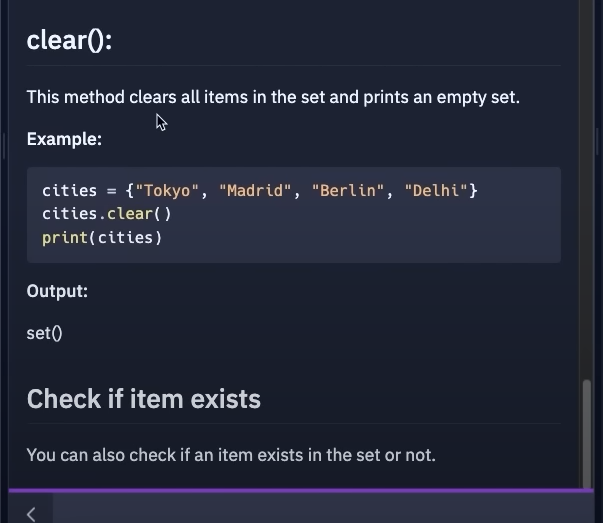 clear():
This method clears all items in the set and prints an empty set.
Example:
cities = {"Tokyo", "Madrid", "Berlin", "Delhi"}
cities.clear()
print(cities)
Output:
set()
Check if item exists
You can also check if an item exists in the set or not.